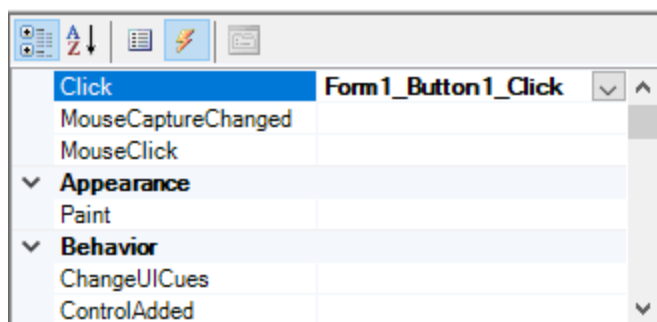 A
Z
Click Form1_Button1_Click
MouseCaptureChanged
MouseClick
Appearance
Paint
Behavior
ChangeUICues
ControlAdded